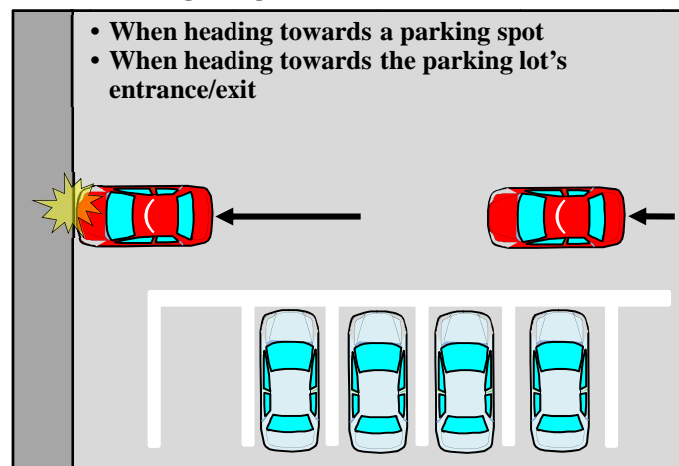 • When heading towards a parking spot
• When heading towards the parking lot's
entrance/exit